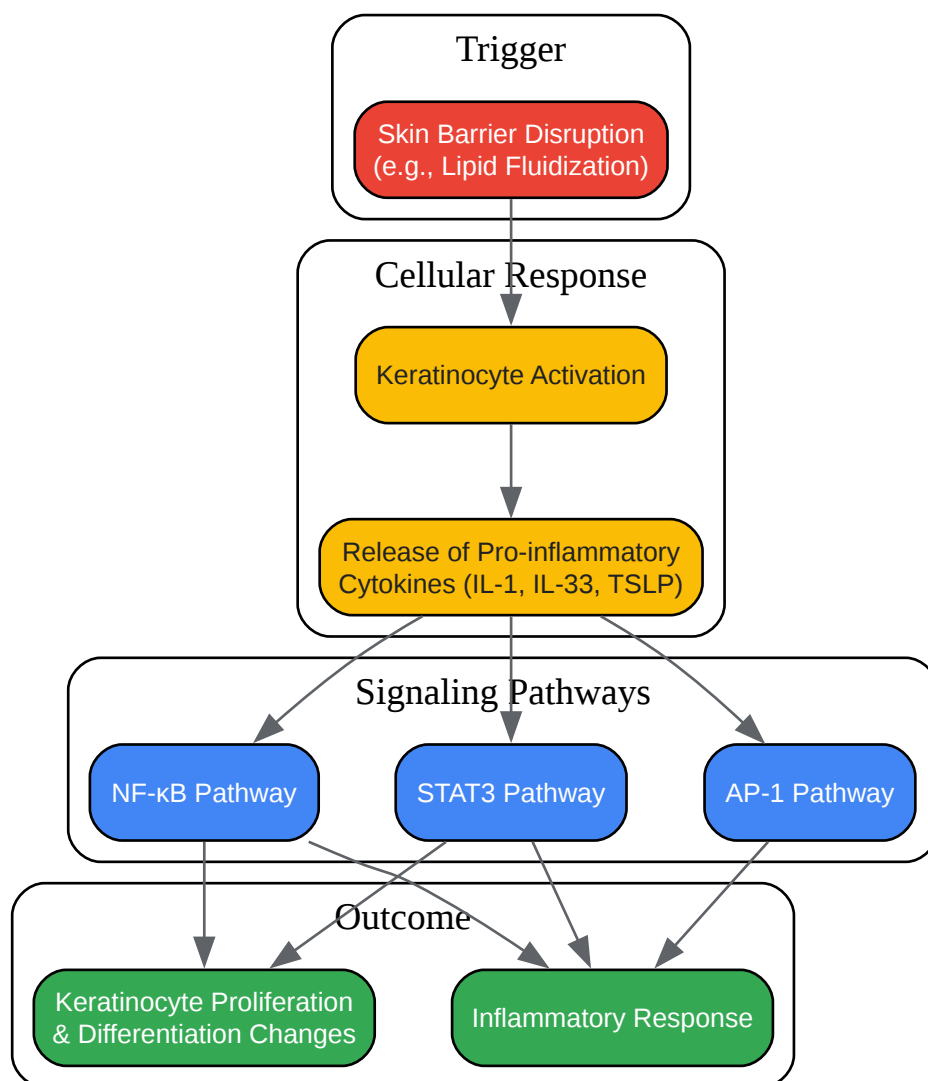 Trigger
Skin Barrier Disruption
(e.g., Lipid Fluidization)
Cellular Response
Keratinocyte Activation
Release of Pro-inflammatory
Cytokines (IL-1, IL-33, TSLP)
Signaling Pathways
NF-κB Pathway
STAT3 Pathway
AP-1 Pathway
Outcome
Keratinocyte Proliferation
& Differentiation Changes
Inflammatory Response